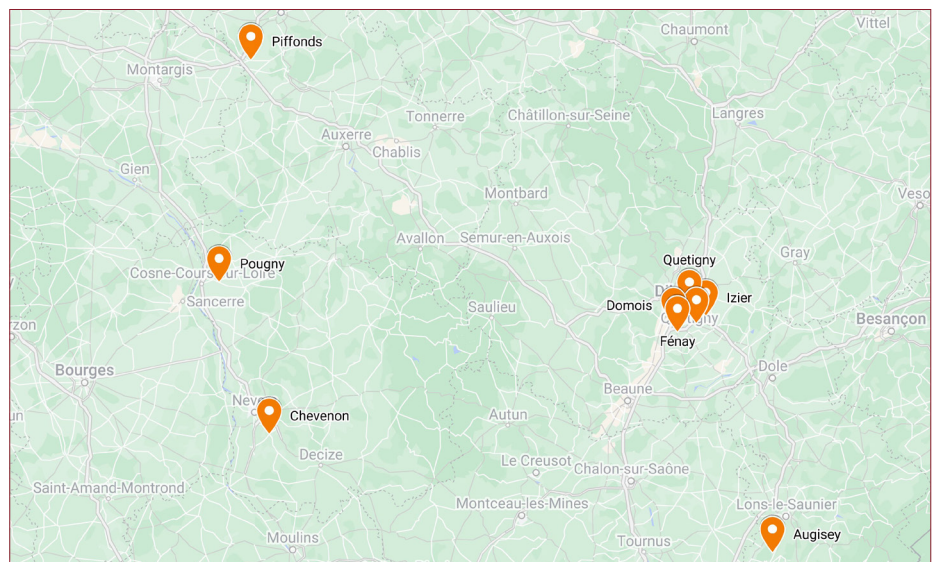 Vittel
Chaumont
Piffonds
Montargis
Langres
Tonnerre
Châtillon-sur-Seine
Auxerre
Chablis
Gien
Montbard
Avallon
Semur-en-Auxois
Gray
Quetigny
Pougny
Cosne-Cours-sur-Loire
Izier
Sancerre
Domois
Saulieu
Besançon
Fénay
Dole
Bourges
Beaune
Chevenon
Autun
Decize
Le Creusot
Chalon-sur-Saône
Saint-Amand-Montrond
Montceau-les-Mines
Lons-le-Saunier
Augisey
Moulins
Tournus